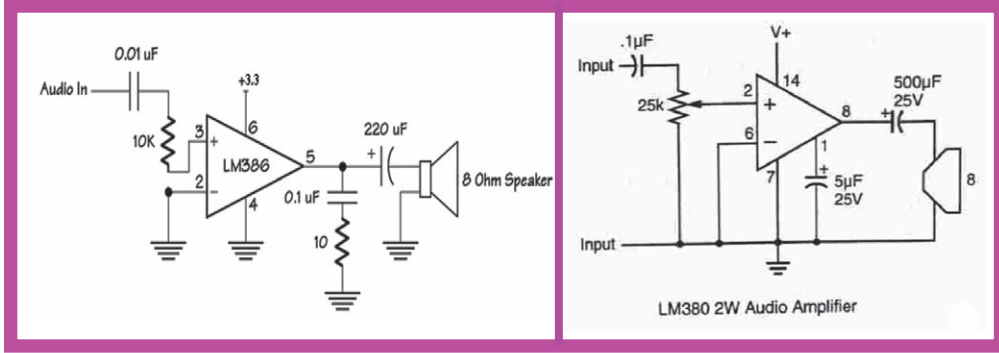 0.01 uF
Audio In
+3.3
10K
3
+
6
LM386
2
-
4
5
220 uF
+
0.1 uF
10
8 Ohm Speaker
.1µF
Input
V+
14
25k
2
+
6
-
7
8
1
+
5µF
25V
500µF
25V
+
8
Input
LM380 2W Audio Amplifier